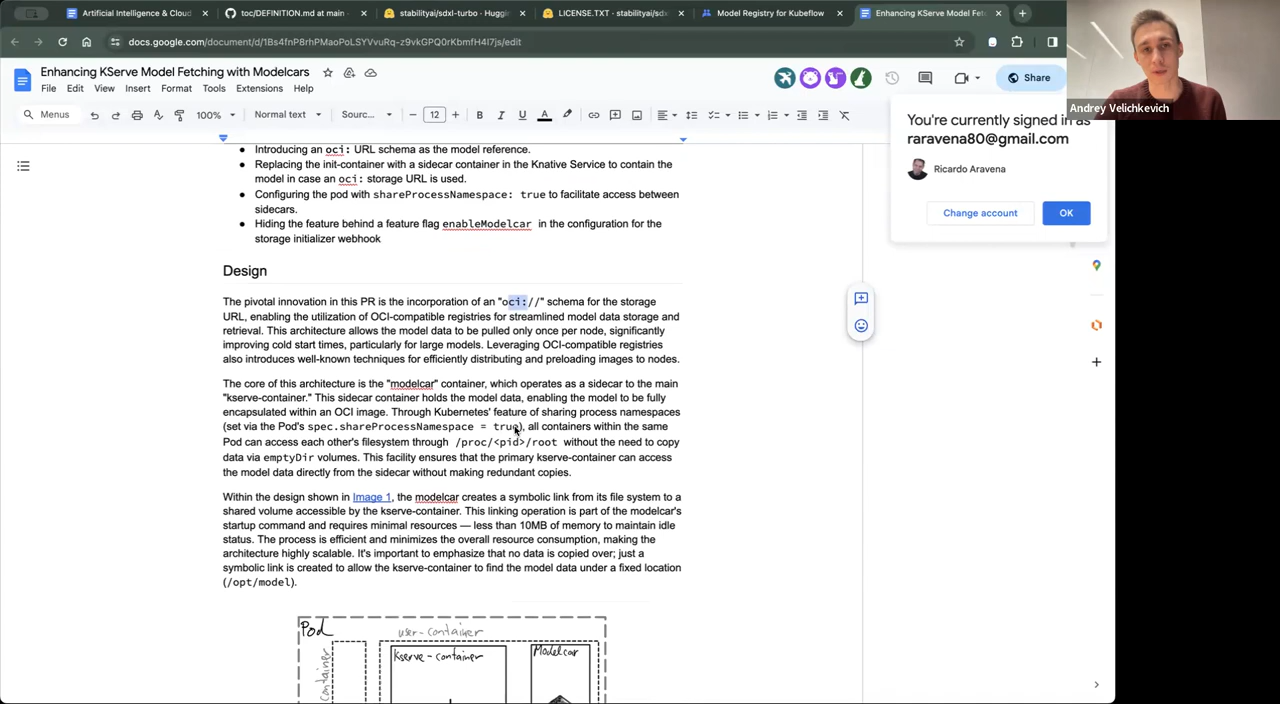 Artificial Intelligence & Cloud
toc/DEFINITION.md at main ·
stabilityai/sdxl-turbo · Huggi
LICENSE.TXT · stabilityai/sdx
Model Registry for Kubeflow
Enhancing KServe Model Fetc
docs.google.com/document/d/1Bs4fnP8rhPMaoPoLSYVvuRq-z9vkGPQ0rKbmfH4l7js/edit
Andrey Velichkevich
Enhancing KServe Model Fetching with Modelcars
File Edit View Insert Format Tools Extensions Help
Share
Menus
100%
Normal text
Sourc...
12
B I U A
You're currently signed in as
raravena80@gmail.com
Ricardo Aravena
Change account
OK
Introducing an oci: URL schema as the model reference.
Replacing the init-container with a sidecar container in the Knative Service to contain the
model in case an oci: storage URL is used.
Configuring the pod with shareProcessNamespace: true to facilitate access between
sidecars.
Hiding the feature behind a feature flag enableModelcar in the configuration for the
storage initializer webhook
Design
The pivotal innovation in this PR is the incorporation of an "oci://" schema for the storage
URL, enabling the utilization of OCI-compatible registries for streamlined model data storage and
retrieval. This architecture allows the model data to be pulled only once per node, significantly
improving cold start times, particularly for large models. Leveraging OCI-compatible registries
also introduces well-known techniques for efficiently distributing and preloading images to nodes.
The core of this architecture is the "modelcar" container, which operates as a sidecar to the main
"kserve-container." This sidecar container holds the model data, enabling the model to be fully
encapsulated within an OCI image. Through Kubernetes' feature of sharing process namespaces
(set via the Pod's spec.shareProcessNamespace = true), all containers within the same
Pod can access each other's filesystem through /proc/<pid>/root without the need to copy
data via emptyDir volumes. This facility ensures that the primary kserve-container can access
the model data directly from the sidecar without making redundant copies.
Within the design shown in Image 1, the modelcar creates a symbolic link from its file system to a
shared volume accessible by the kserve-container. This linking operation is part of the modelcar's
startup command and requires minimal resources — less than 10MB of memory to maintain idle
status. The process is efficient and minimizes the overall resource consumption, making the
architecture highly scalable. It's important to emphasize that no data is copied over; just a
symbolic link is created to allow the kserve-container to find the model data under a fixed location
(/opt/model).
Pod
user-container
Kserve-container
Modelcar
container